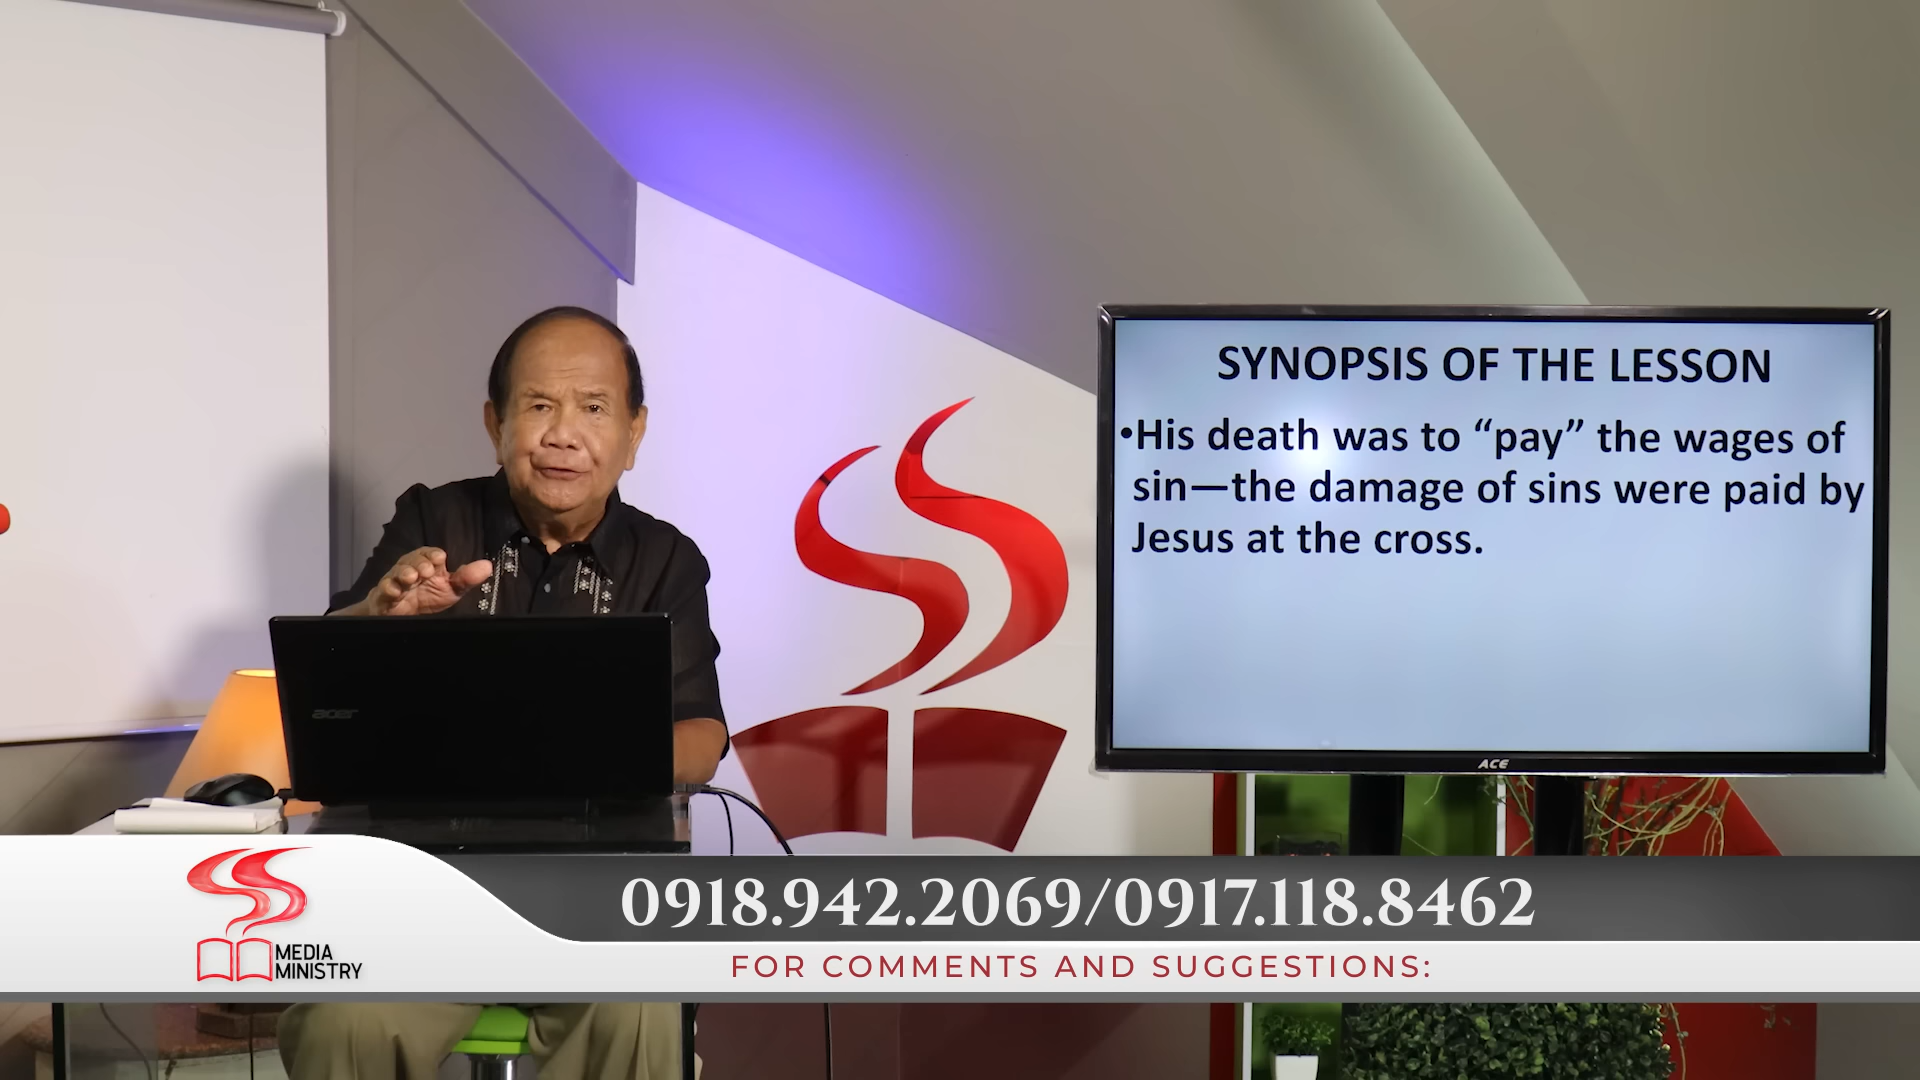 SYNOPSIS OF THE LESSON
•His death was to “pay” the wages of
sin—the damage of sins were paid by
Jesus at the cross.
ACE
acer
0918.942.2069/0917.118.8462
MEDIA
MINISTRY
FOR COMMENTS AND SUGGESTIONS: